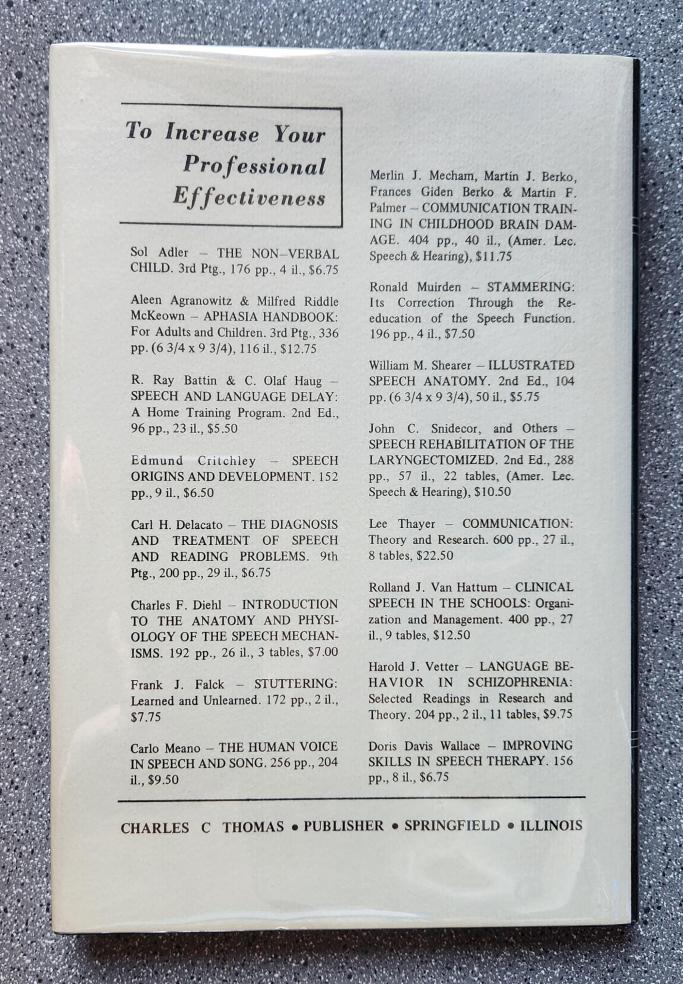 To Increase Your
Professional
Effectiveness
Sol Adler – THE NON–VERBAL
CHILD. 3rd Ptg., 176 pp., 4 il., $6.75
Aleen Agranowitz & Milfred Riddle
McKeown – APHASIA HANDBOOK:
For Adults and Children. 3rd Ptg., 336
pp. (6 3/4 x 9 3/4), 116 il., $12.75
R. Ray Battin & C. Olaf Haug –
SPEECH AND LANGUAGE DELAY:
A Home Training Program. 2nd Ed.,
96 pp., 23 il., $5.50
Edmund Critchley – SPEECH
ORIGINS AND DEVELOPMENT. 152
pp., 9 il., $6.50
Carl H. Delacato – THE DIAGNOSIS
AND TREATMENT OF SPEECH
AND READING PROBLEMS. 9th
Ptg., 200 pp., 29 il., $6.75
Charles F. Diehl – INTRODUCTION
TO THE ANATOMY AND PHYSI-
OLOGY OF THE SPEECH MECHAN-
ISMS. 192 pp., 26 il., 3 tables, $7.00
Frank J. Falck – STUTTERING:
Learned and Unlearned. 172 pp., 2 il.,
$7.75
Carlo Meano – THE HUMAN VOICE
IN SPEECH AND SONG. 256 pp., 204
il., $9.50
Merlin J. Mecham, Martin J. Berko,
Frances Giden Berko & Martin F.
Palmer – COMMUNICATION TRAIN-
ING IN CHILDHOOD BRAIN DAM-
AGE. 404 pp., 40 il., (Amer. Lec.
Speech & Hearing), $11.75
Ronald Muirden – STAMMERING:
Its Correction Through the Re-
education of the Speech Function.
196 pp., 4 il., $7.50
William M. Shearer – ILLUSTRATED
SPEECH ANATOMY. 2nd Ed., 104
pp. (6 3/4 x 9 3/4), 50 il., $5.75
John C. Snidecor, and Others –
SPEECH REHABILITATION OF THE
LARYNGECTOMIZED. 2nd Ed., 288
pp., 57 il., 22 tables, (Amer. Lec.
Speech & Hearing), $10.50
Lee Thayer – COMMUNICATION:
Theory and Research. 600 pp., 27 il.,
8 tables, $22.50
Rolland J. Van Hattum – CLINICAL
SPEECH IN THE SCHOOLS: Organi-
zation and Management. 400 pp., 27
il., 9 tables, $12.50
Harold J. Vetter – LANGUAGE BE-
HAVIOR IN SCHIZOPHRENIA:
Selected Readings in Research and
Theory. 204 pp., 2 il., 11 tables, $9.75
Doris Davis Wallace – IMPROVING
SKILLS IN SPEECH THERAPY. 156
pp., 8 il., $6.75
CHARLES C THOMAS • PUBLISHER • SPRINGFIELD • ILLINOIS